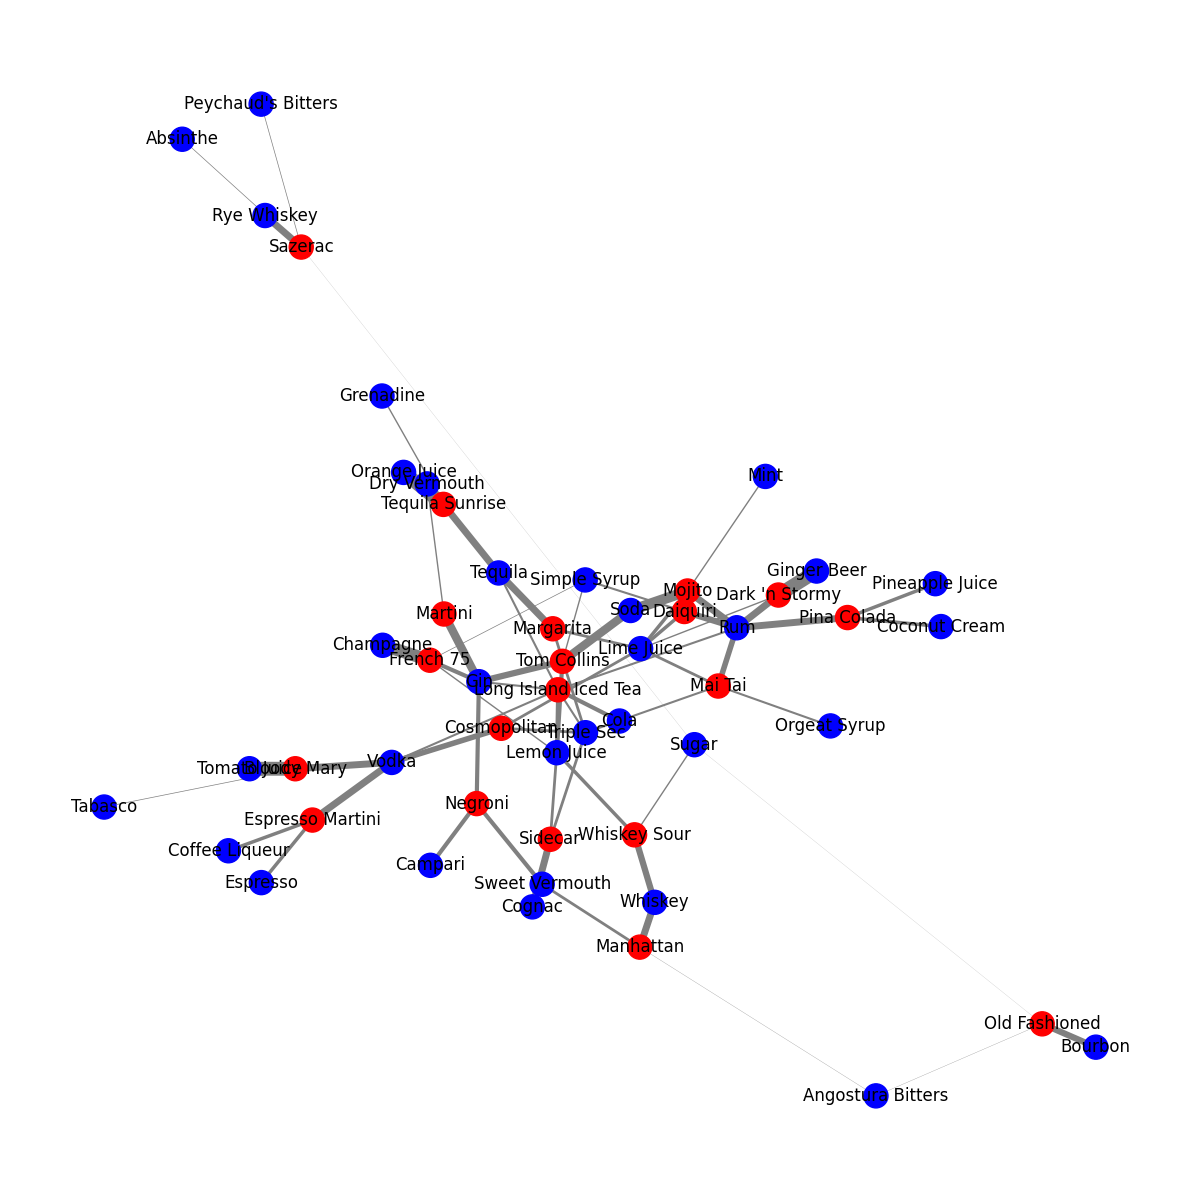 Peychaud's Bitters
Absinthe
Rye Whiskey
Sazerac
Grenadine
Orange Juice
Dry Vermouth
Tequila Sunrise
Mint
Tequila
Simple Syrup
Ginger Beer
Pineapple Juice
Mojito
Dark 'n Stormy
Soda
Daiquiri
Martini
Pina Colada
Coconut Cream
Margarita
Rum
Champagne
Lime Juice
French 75
Tom Collins
Gin
Long Island Iced Tea
Mai Tai
Cola
Orgeat Syrup
Cosmopolitan
Triple Sec
Lemon Juice
Sugar
Vodka
Tomato Juice
Bloody Mary
Tabasco
Negroni
Espresso Martini
Whiskey Sour
Sidecar
Coffee Liqueur
Campari
Espresso
Sweet Vermouth
Whiskey
Cognac
Manhattan
Old Fashioned
Bourbon
Angostura Bitters